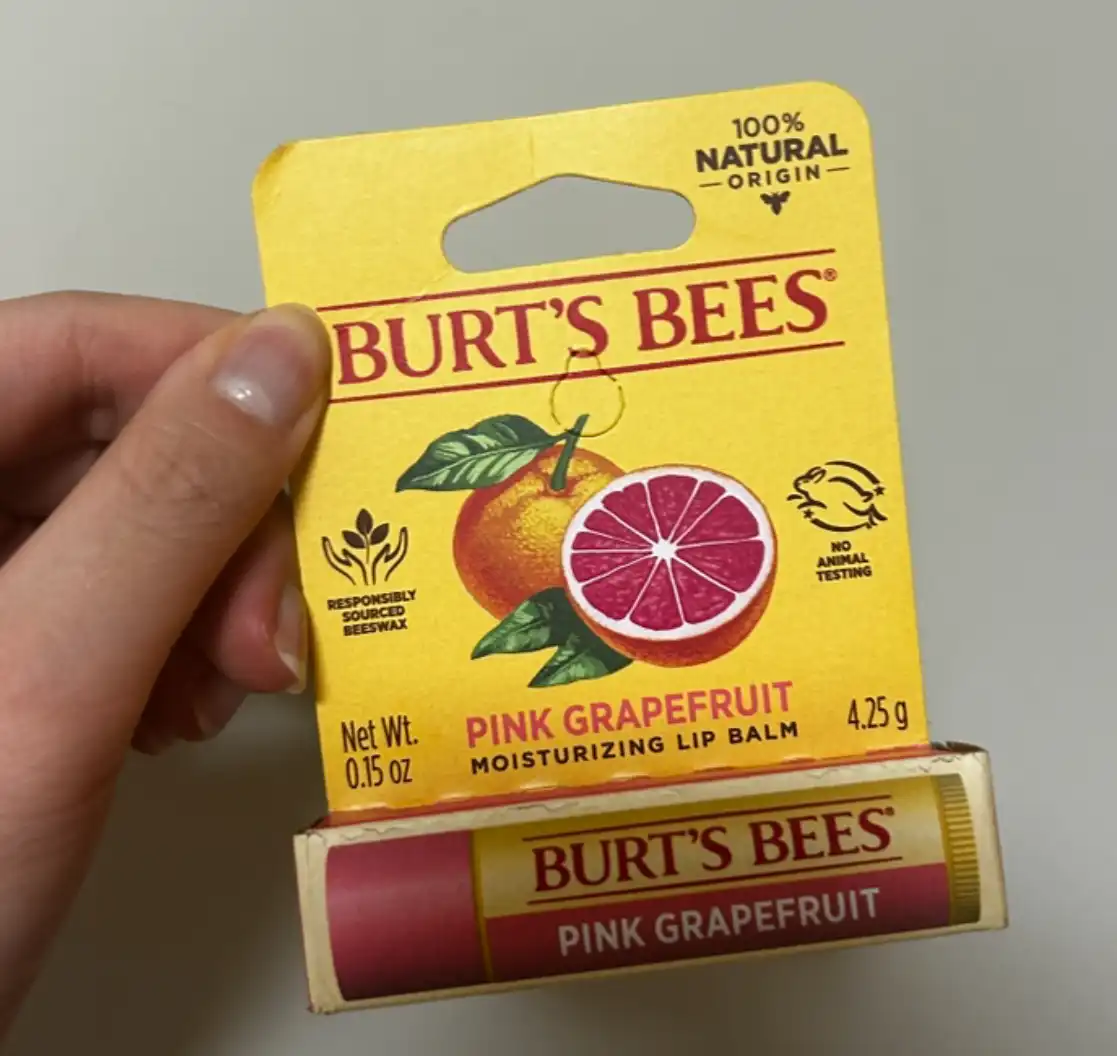 100%
NATURAL
ORIGIN
BURT'S BEES®
RESPONSIBLY
SOURCED
BEESWAX
NO
ANIMAL
TESTING
Net Wt.
0.15 oz
PINK GRAPEFRUIT
MOISTURIZING LIP BALM
4.25 g
BURT'S BEES®
PINK GRAPEFRUIT